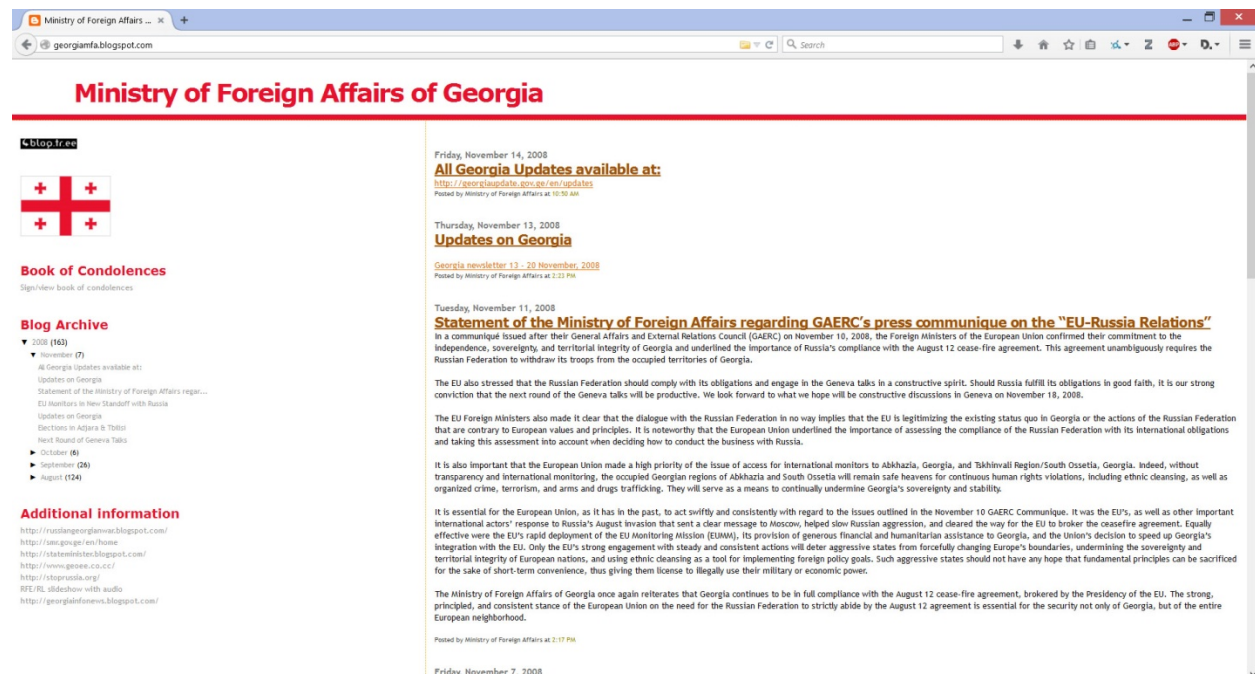 Ministry of Foreign Affairs ...
georgiamfa.blogspot.com
Search
Ministry of Foreign Affairs of Georgia
Book of Condolences
Sign/view book of condolences
Blog Archive
▼ 2008 (163)
▼ November (7)
All Georgia Updates available at:
Updates on Georgia
Statement of the Ministry of Foreign Affairs regar...
EU Monitors in New Standoff with Russia
Updates on Georgia
Elections in Adjara & Tbilisi
Next Round of Geneva Talks
► October (6)
► September (26)
► August (124)
Additional information
http://russiangeorgianwar.blogspot.com/
http://smr.gov.ge/en/home
http://stateminister.blogspot.com/
http://www.geoee.co.cc/
http://stoprussia.org/
RFE/RL slideshow with audio
http://georgiainfonews.blogspot.com/
Friday, November 14, 2008
All Georgia Updates available at:
http://georgiaupdate.gov.ge/en/updates
Posted by Ministry of Foreign Affairs at 10:50 AM
Thursday, November 13, 2008
Updates on Georgia
Georgia newsletter 13 - 20 November, 2008
Posted by Ministry of Foreign Affairs at 2:23 PM
Tuesday, November 11, 2008
Statement of the Ministry of Foreign Affairs regarding GAERC's press communique on the "EU-Russia Relations"
In a communiqué issued after their General Affairs and External Relations Council (GAERC) on November 10, 2008, the Foreign Ministers of the European Union confirmed their commitment to the
independence, sovereignty, and territorial integrity of Georgia and underlined the importance of Russia's compliance with the August 12 cease-fire agreement. This agreement unambiguously requires the
Russian Federation to withdraw its troops from the occupied territories of Georgia.
The EU also stressed that the Russian Federation should comply with its obligations and engage in the Geneva talks in a constructive spirit. Should Russia fulfill its obligations in good faith, it is our strong
conviction that the next round of the Geneva talks will be productive. We look forward to what we hope will be constructive discussions in Geneva on November 18, 2008.
The EU Foreign Ministers also made it clear that the dialogue with the Russian Federation in no way implies that the EU is legitimizing the existing status quo in Georgia or the actions of the Russian Federation
that are contrary to European values and principles. It is noteworthy that the European Union underlined the importance of assessing the compliance of the Russian Federation with its international obligations
and taking this assessment into account when deciding how to conduct the business with Russia.
It is also important that the European Union made a high priority of the issue of access for international monitors to Abkhazia, Georgia, and Tskhinvali Region/South Ossetia, Georgia. Indeed, without
transparency and international monitoring, the occupied Georgian regions of Abkhazia and South Ossetia will remain safe heavens for continuous human rights violations, including ethnic cleansing, as well as
organized crime, terrorism, and arms and drugs trafficking. They will serve as a means to continually undermine Georgia's sovereignty and stability.
It is essential for the European Union, as it has in the past, to act swiftly and consistently with regard to the issues outlined in the November 10 GAERC Communique. It was the EU's, as well as other important
international actors' response to Russia's August invasion that sent a clear message to Moscow, helped slow Russian aggression, and cleared the way for the EU to broker the ceasefire agreement. Equally
effective were the EU's rapid deployment of the EU Monitoring Mission (EUMM), its provision of generous financial and humanitarian assistance to Georgia, and the Union's decision to speed up Georgia's
integration with the EU. Only the EU's strong engagement with steady and consistent actions will deter aggressive states from forcefully changing Europe's boundaries, undermining the sovereignty and
territorial integrity of European nations, and using ethnic cleansing as a tool for implementing foreign policy goals. Such aggressive states should not have any hope that fundamental principles can be sacrificed
for the sake of short-term convenience, thus giving them license to illegally use their military or economic power.
The Ministry of Foreign Affairs of Georgia once again reiterates that Georgia continues to be in full compliance with the August 12 cease-fire agreement, brokered by the Presidency of the EU. The strong,
principled, and consistent stance of the European Union on the need for the Russian Federation to strictly abide by the August 12 agreement is essential for the security not only of Georgia, but of the entire
European neighborhood.
Posted by Ministry of Foreign Affairs at 2:17 PM
Friday, November 7, 2008